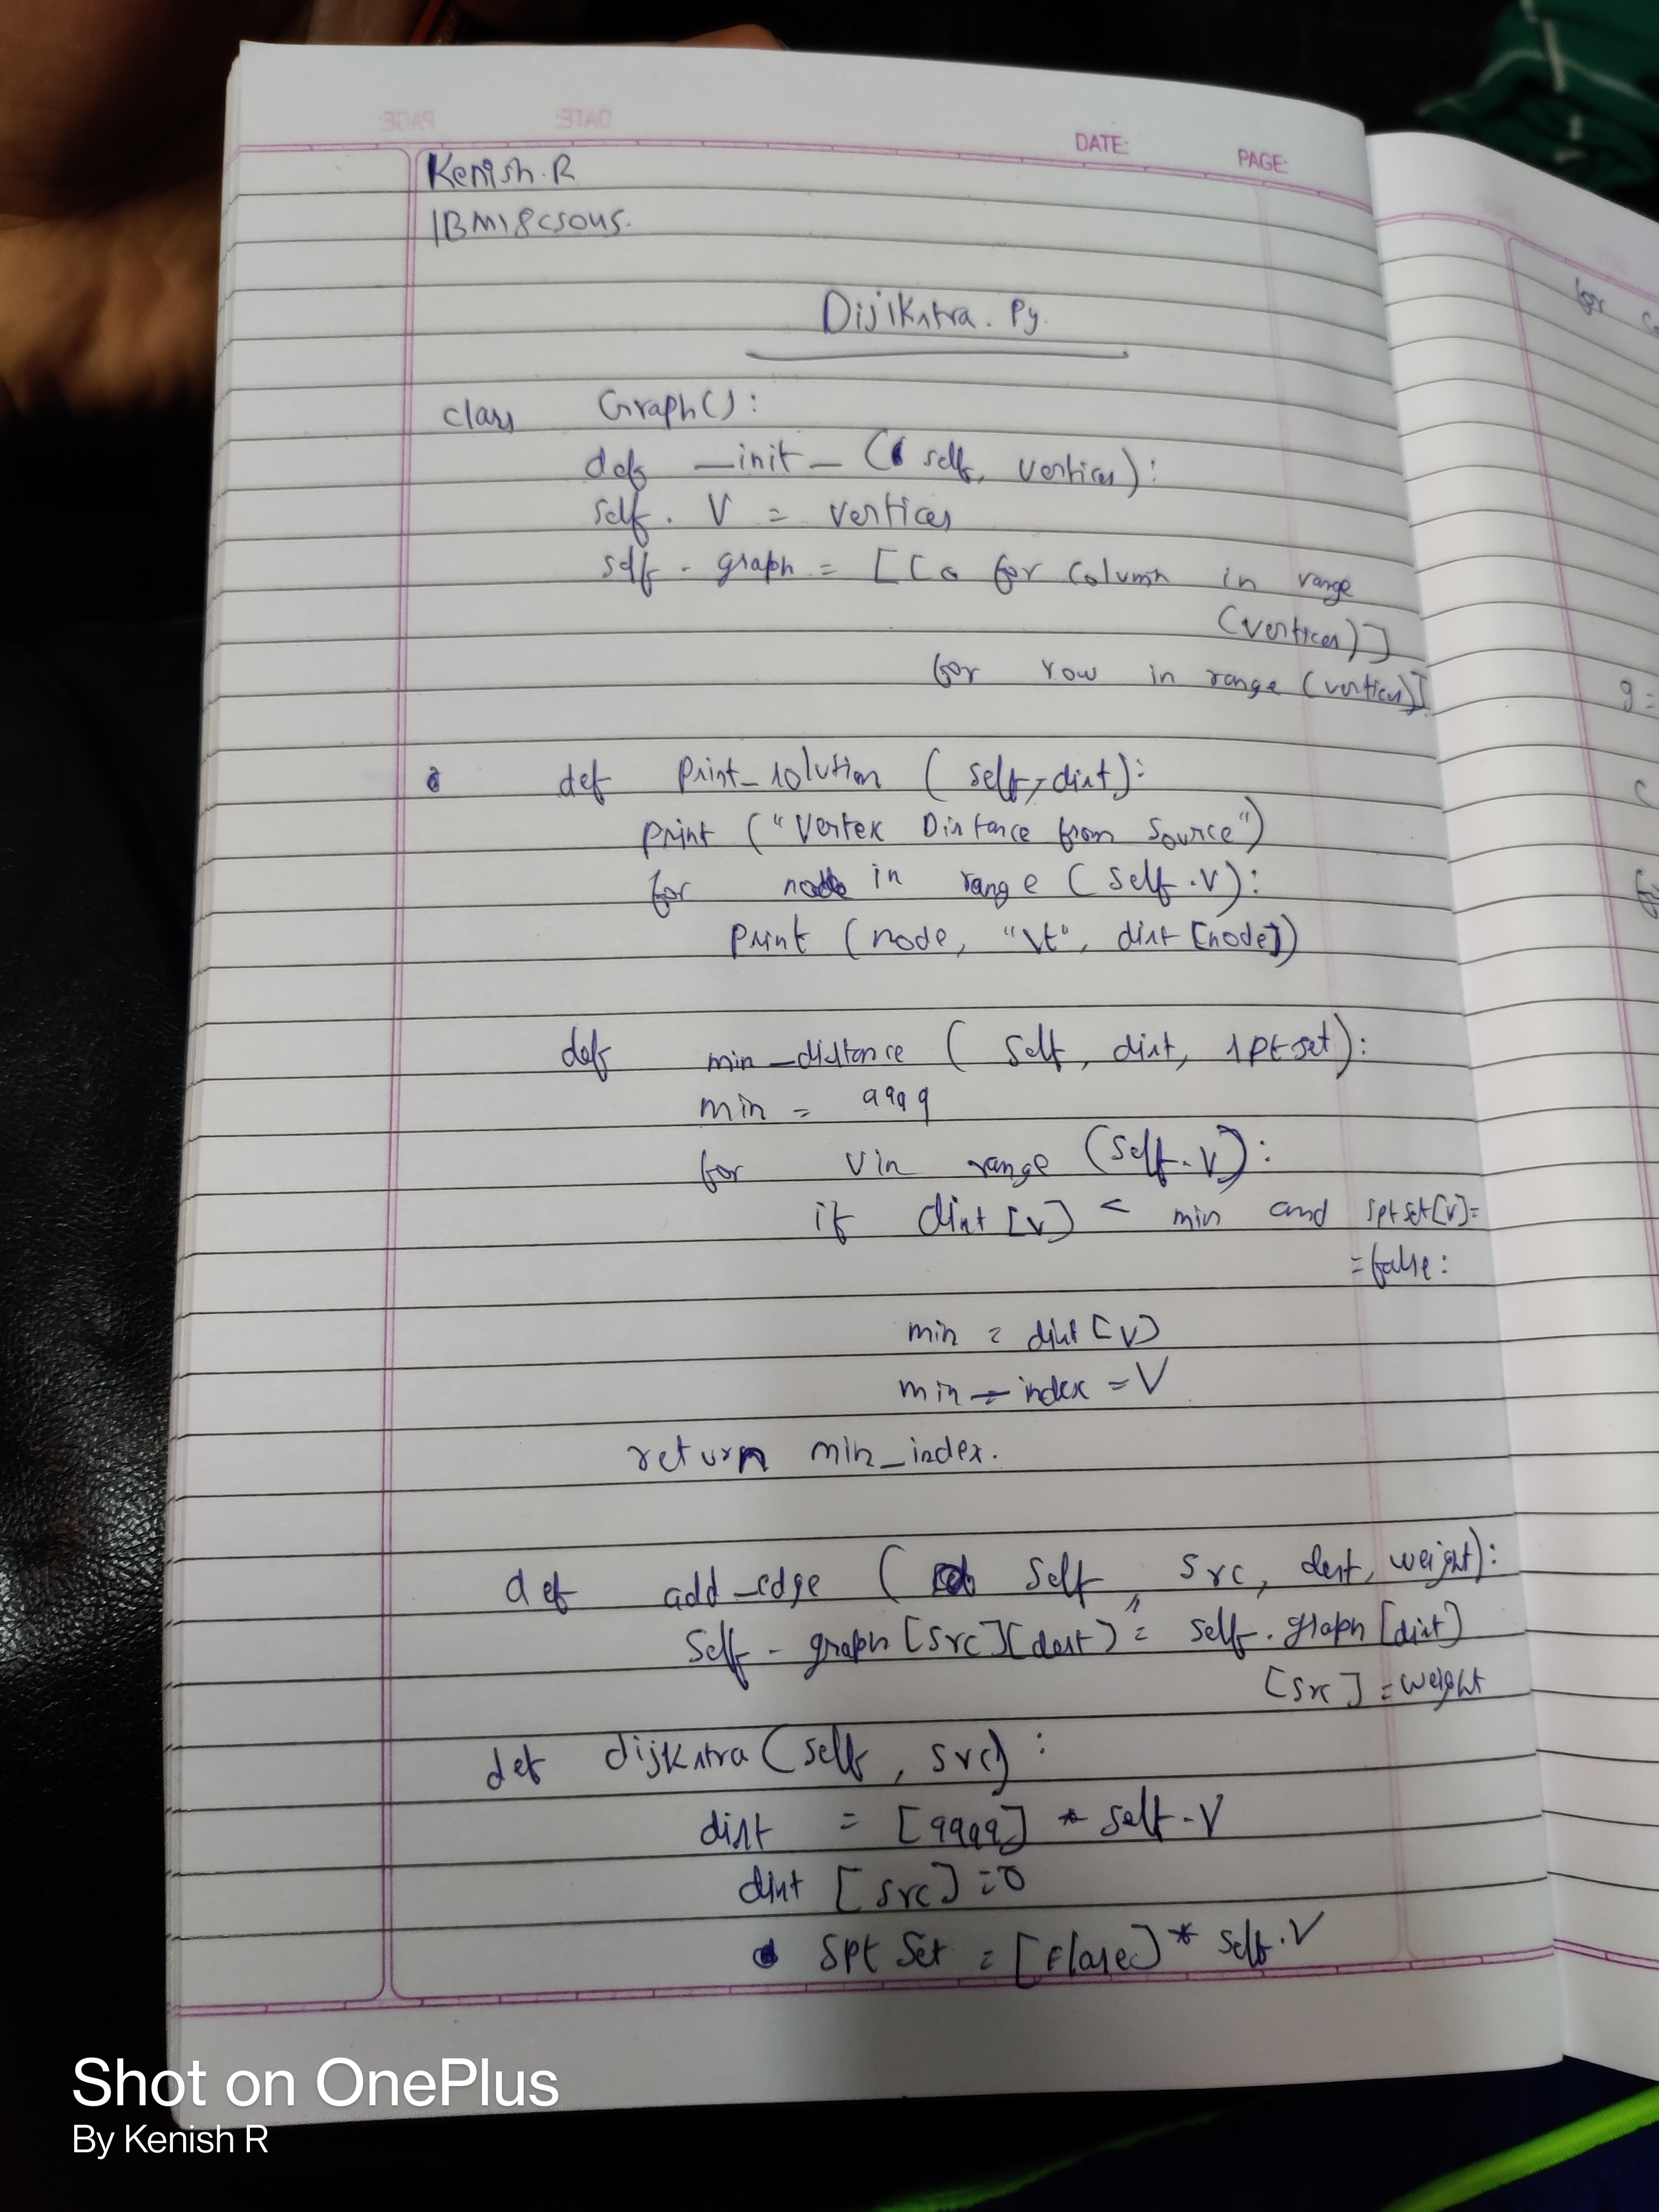 PAGE:
DATE:
DATE:
PAGE:
Kenish.R
1BM18CS045.
Dijikstra.Py.
class Graph():
def _init_ (self, vertices):
self. V = vertices
self.graph = [[0 for column in range
(vertices)]
for row in range (vertices)]
def print_solution (self, dist):
print ("Vertex Distance from Source")
for node in range (self.V):
print (node, "\t", dist [node])
def min_distance (self, dist, sptset):
min = 9999
for v in range (self.V):
if dist [v] < min and sptset[v]=
=false:
min = dist [v]
min_index = v
return min_index.
def add_edge (self, src, dest, weight):
self.graph [src][dest] = self.graph [dist]
[src] = weight
def dijkstra (self, src):
dist = [9999] * self.V
dist [src] = 0
spt Set = [Flase] * self.V
for
g =
Shot on OnePlus
By Kenish R